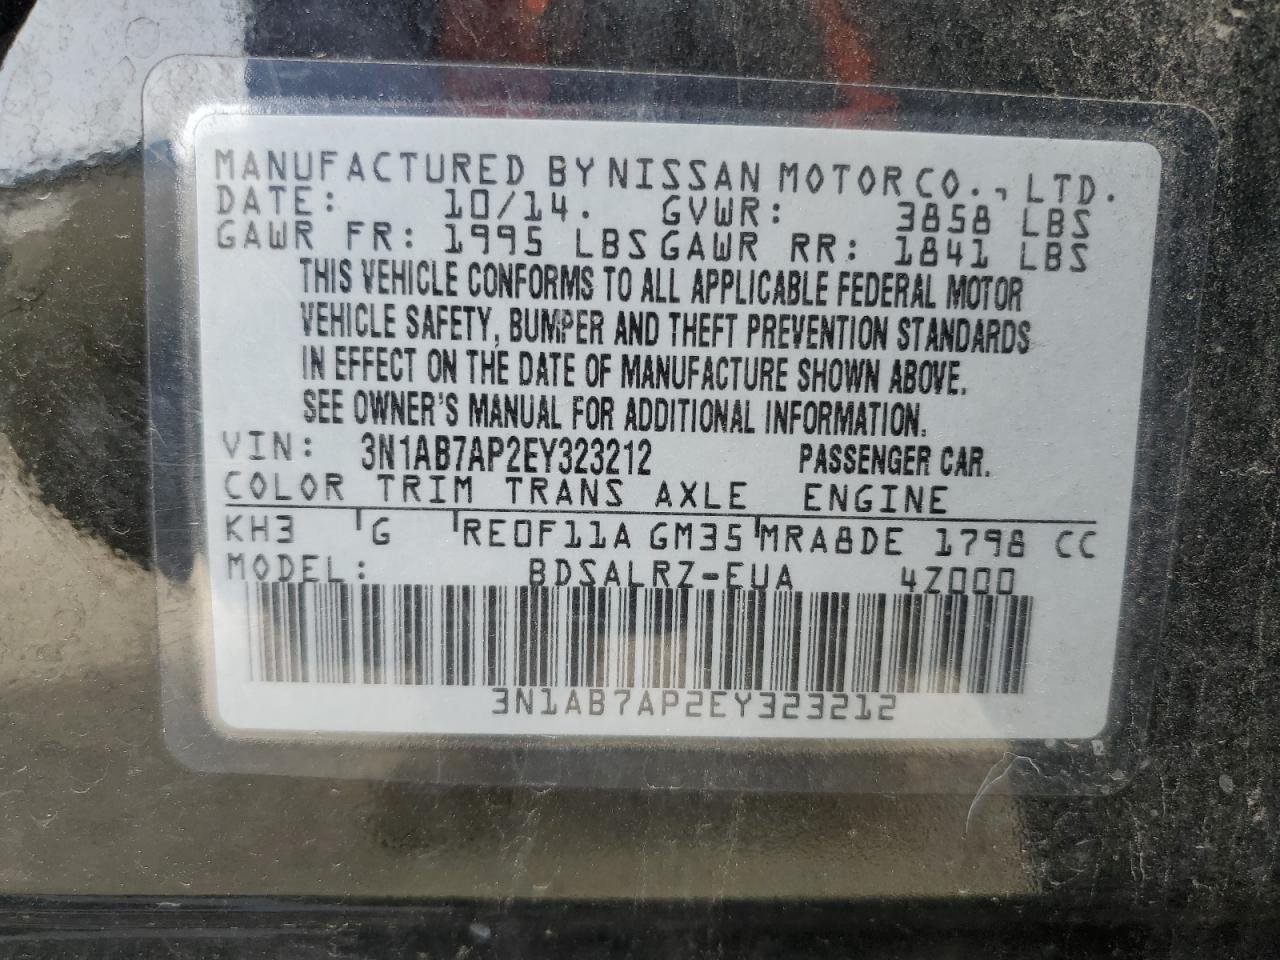 MANUFACTURED BY NISSAN MOTOR CO., LTD.
DATE: 10/14. GVWR: 3858 LBS
GAWR FR: 1995 LBS GAWR RR: 1841 LBS
THIS VEHICLE CONFORMS TO ALL APPLICABLE FEDERAL MOTOR
VEHICLE SAFETY, BUMPER AND THEFT PREVENTION STANDARDS
IN EFFECT ON THE DATE OF MANUFACTURE SHOWN ABOVE.
SEE OWNER'S MANUAL FOR ADDITIONAL INFORMATION.
VIN: 3N1AB7AP2EY323212 PASSENGER CAR.
COLOR TRIM TRANS AXLE ENGINE
KH3 G RE0F11A GM35 MRA8DE 1798 CC
MODEL: BDSALRZ-EUA 4Z000
3N1AB7AP2EY323212